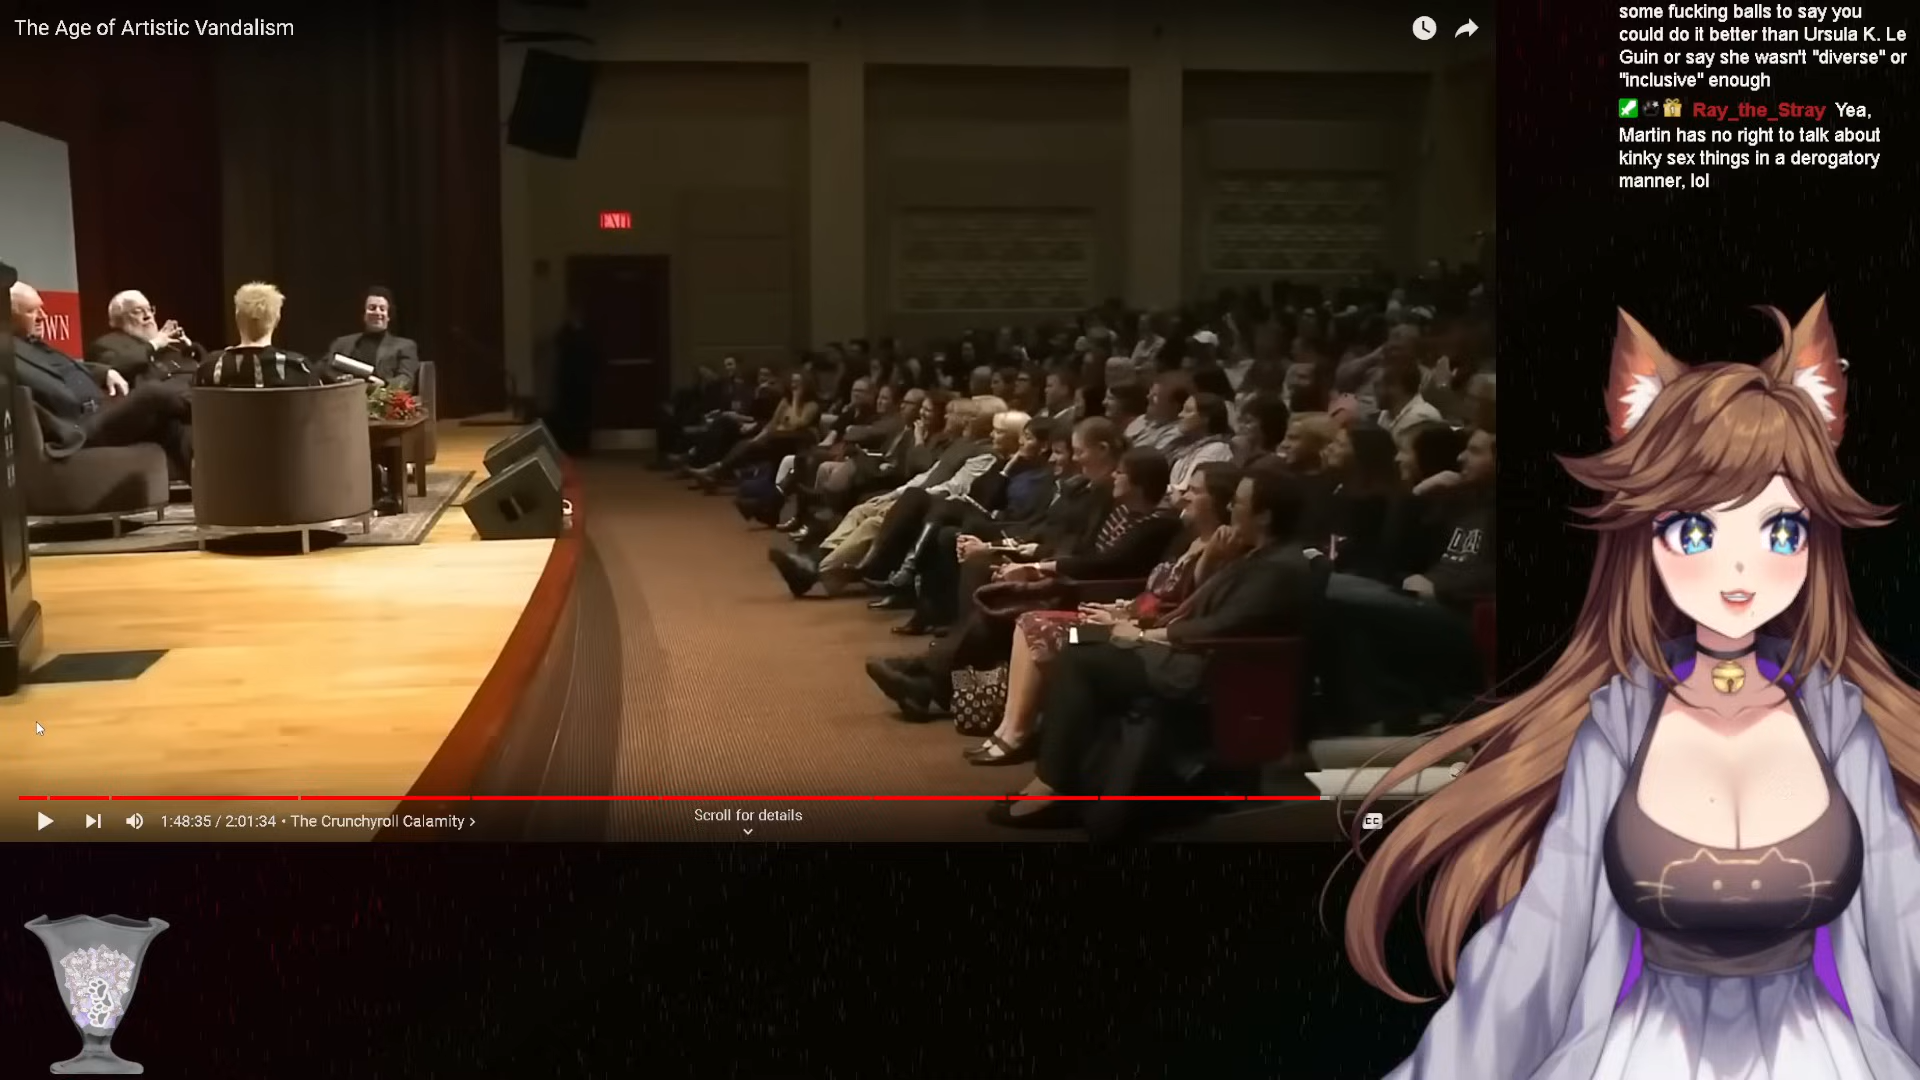 The Age of Artistic Vandalism
some fucking balls to say you
could do it better than Ursula K. Le
Guin or say she wasn't "diverse" or
"inclusive" enough
Ray_the_Stray Yea,
Martin has no right to talk about
kinky sex things in a derogatory
manner, lol
EXIT
WN
1:48:35 / 2:01:34 • The Crunchyroll Calamity >
Scroll for details
CC